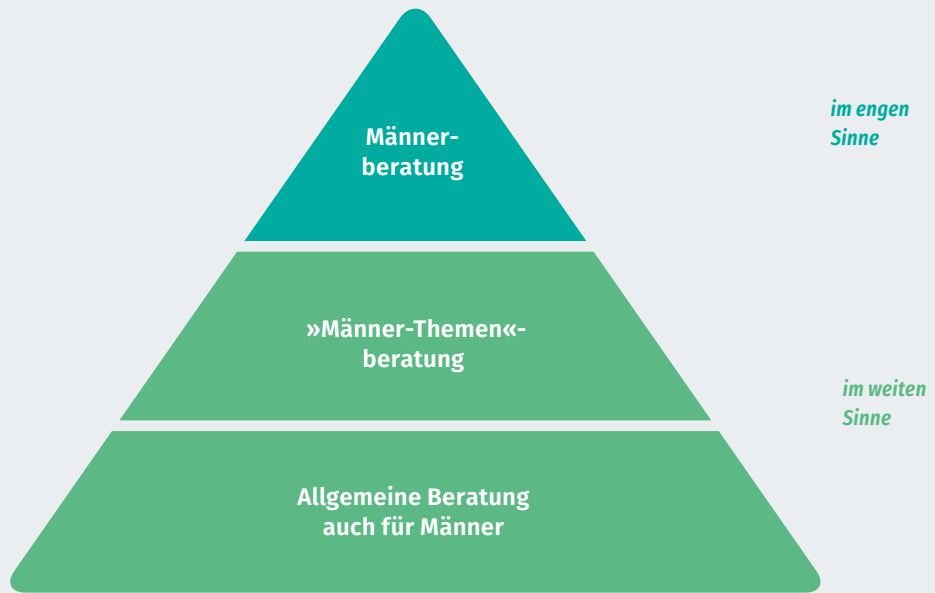 Männer-
beratung
im engen
Sinne
»Männer-Themen«-
beratung
im weiten
Sinne
Allgemeine Beratung
auch für Männer